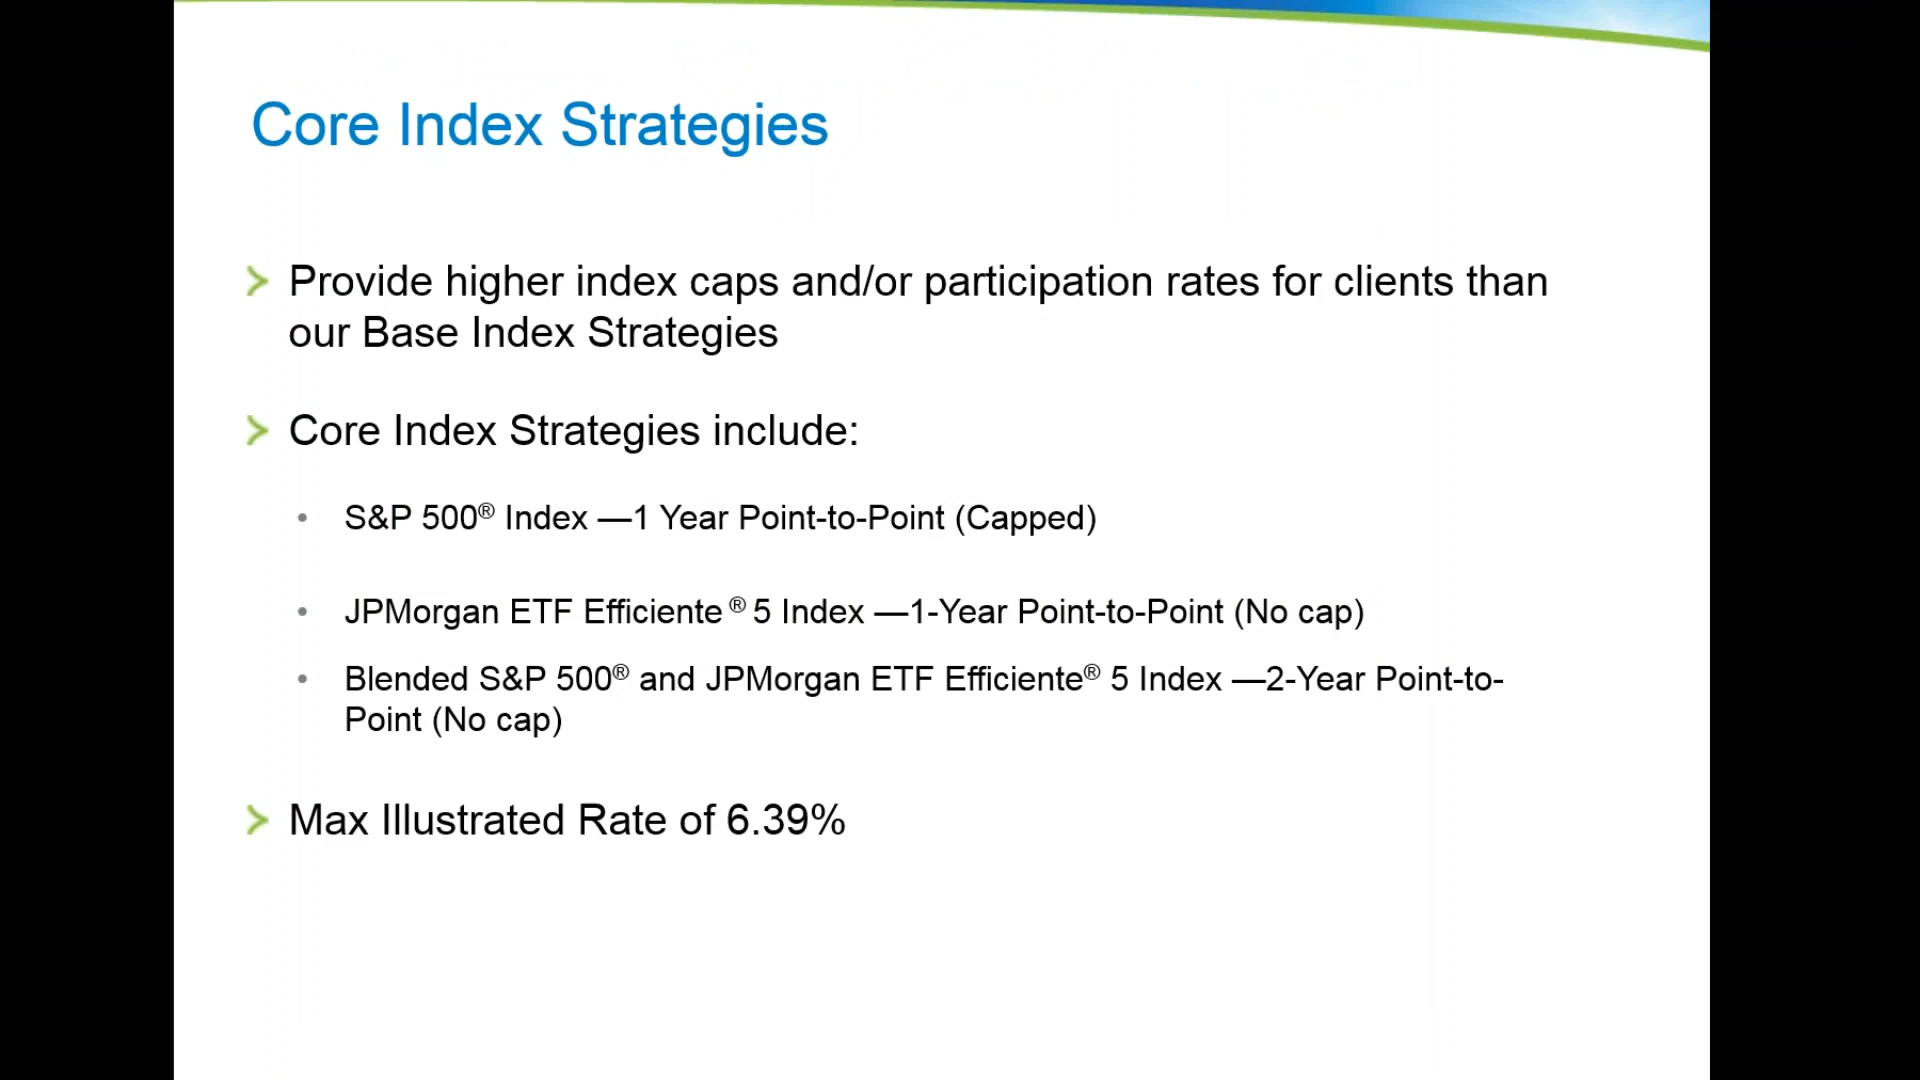 Core Index Strategies
Provide higher index caps and/or participation rates for clients than
our Base Index Strategies
Core Index Strategies include:
• S&P 500® Index —1 Year Point-to-Point (Capped)
• JPMorgan ETF Efficiente ® 5 Index —1-Year Point-to-Point (No cap)
• Blended S&P 500® and JPMorgan ETF Efficiente® 5 Index —2-Year Point-to-
Point (No cap)
Max Illustrated Rate of 6.39%